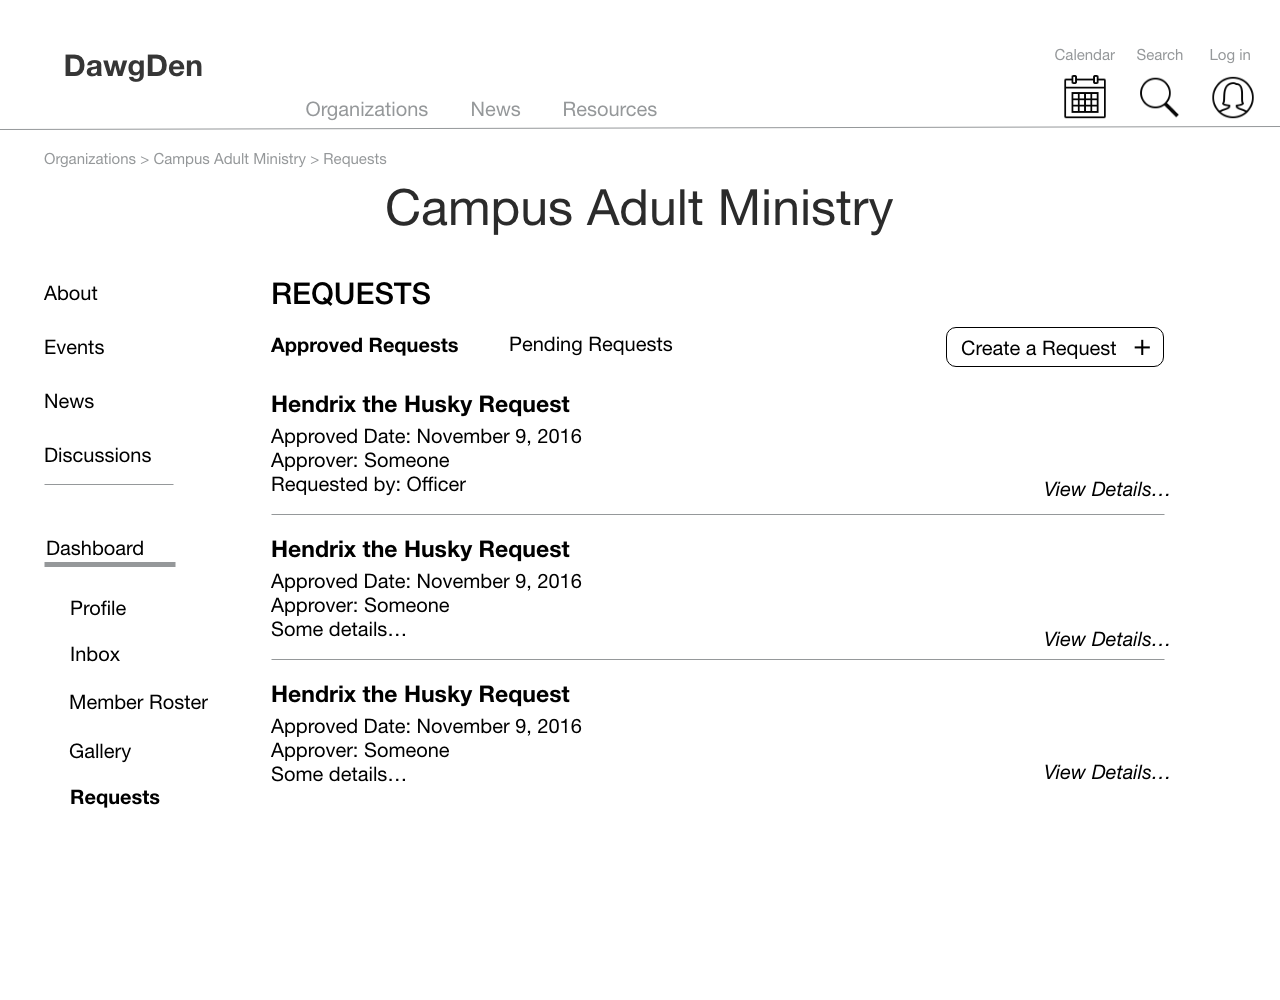 DawgDen
Calendar
Search
Log in
Organizations
News
Resources
Organizations > Campus Adult Ministry > Requests
Campus Adult Ministry
About
Events
News
Discussions
Dashboard
Profile
Inbox
Member Roster
Gallery
Requests
REQUESTS
Approved Requests
Pending Requests
Create a Request +
Hendrix the Husky Request
Approved Date: November 9, 2016
Approver: Someone
Requested by: Officer
View Details...
Hendrix the Husky Request
Approved Date: November 9, 2016
Approver: Someone
Some details...
View Details...
Hendrix the Husky Request
Approved Date: November 9, 2016
Approver: Someone
Some details...
View Details...